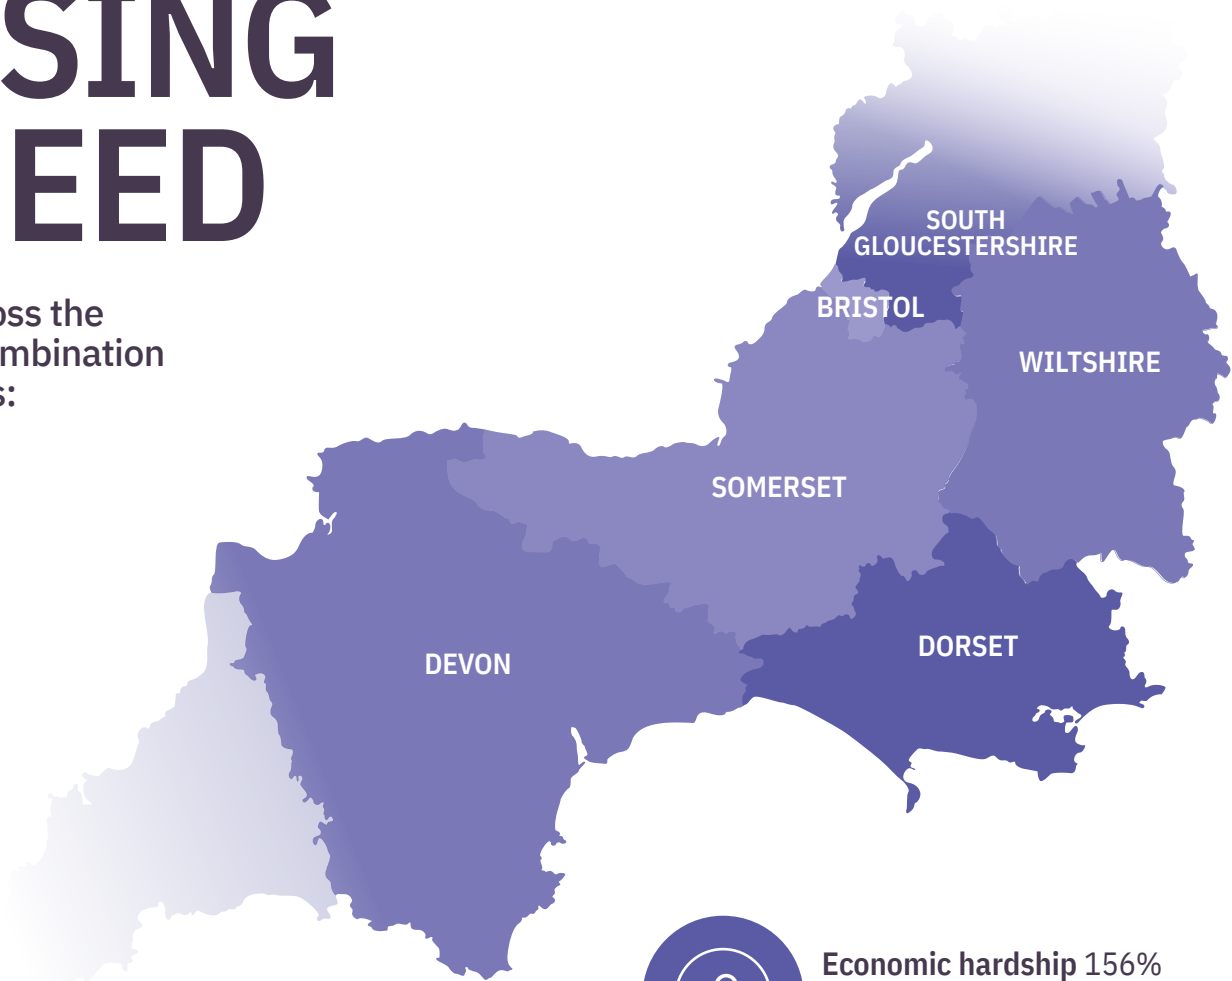 SING
EED
oss the
mbination
s:
SOUTH
GLOUCESTERSHIRE
BRISTOL
WILTSHIRE
SOMERSET
DEVON
DORSET
Economic hardship 156%